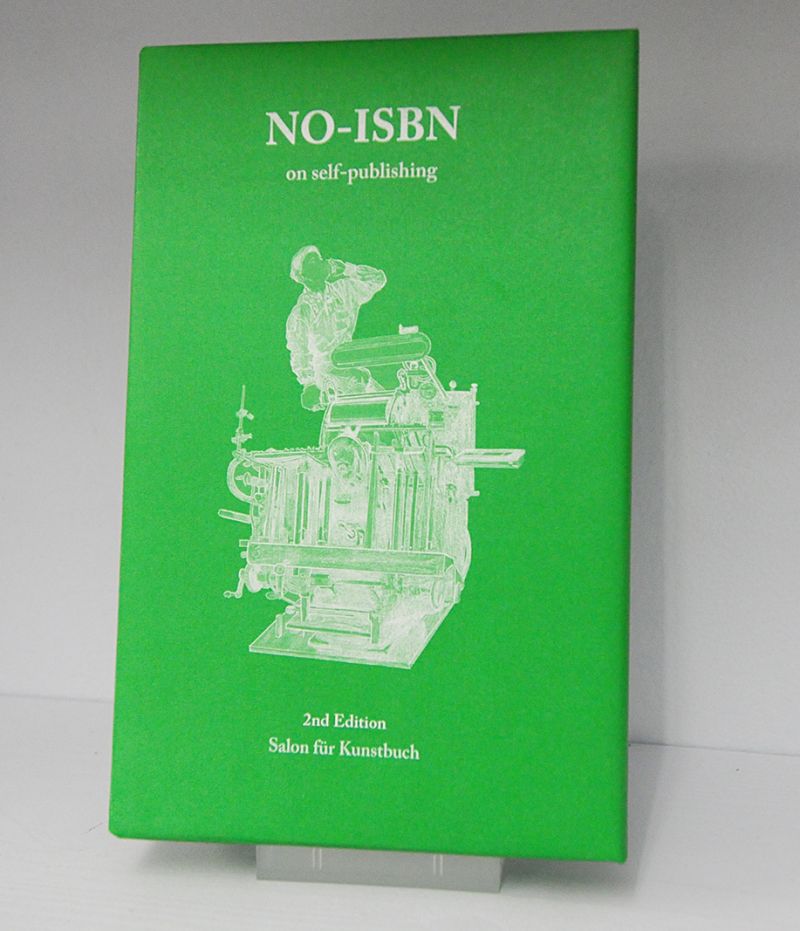 NO-ISBN
on self-publishing
2nd Edition
Salon für Kunstbuch